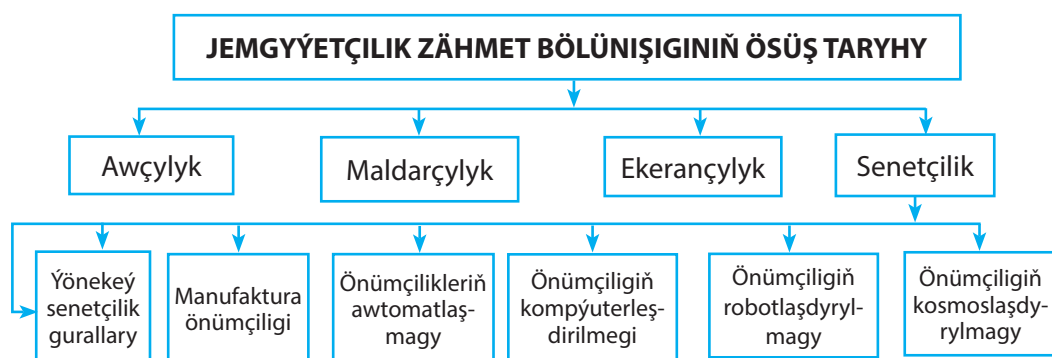 JEMGYÝETÇILIK ZÄHMET BÖLÜNIŞIGINIŇ ÖSÜŞ TARYHY
Awçylyk
Maldarçylyk
Ekerançylyk
Senetçilik
Ýönekeý
senetçilik
gurallary
Manufaktura
önümçiligi
Önümçilikleriň
awtomatlaş-
magy
Önümçiligiň
kompýuterleş-
dirilmegi
Önümçiligiň
robotlaşdyryl-
magy
Önümçiligiň
kosmoslaşdy-
rylmagy